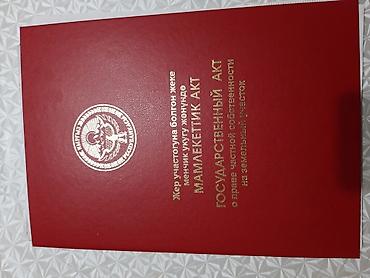 Жер участогуна болгон жеке
менчик укугу жөнүндө
МАМЛЕКЕТТИК АКТ
ГОСУДАРСТВЕННЫЙ АКТ
о праве частной собственности
на земельный участок